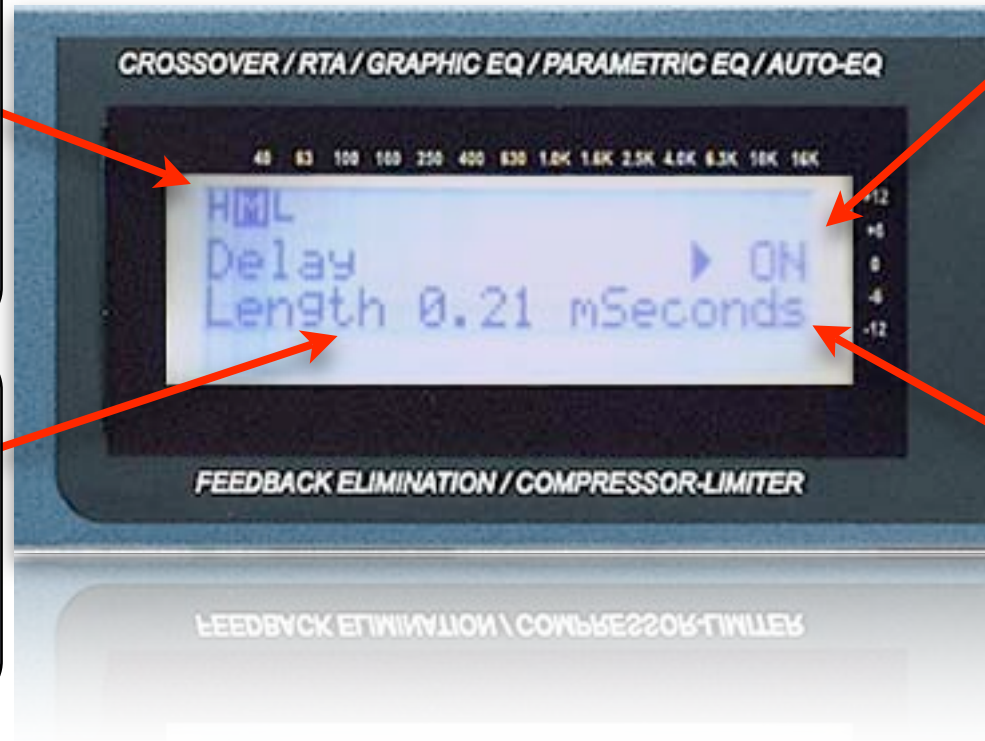 CROSSOVER / RTA / GRAPHIC EQ / PARAMETRIC EQ / AUTO-EQ
40 63 100 160 250 400 630 1.0K 1.6K 2.5K 4.0K 6.3K 10K 16K
HML
Delay ▶ ON
Length 0.21 mSeconds
+12
+6
0
-6
-12
FEEDBACK ELIMINATION / COMPRESSOR-LIMITER
FEEDBACK ELIMINATION / COMPRESSOR-LIMITER